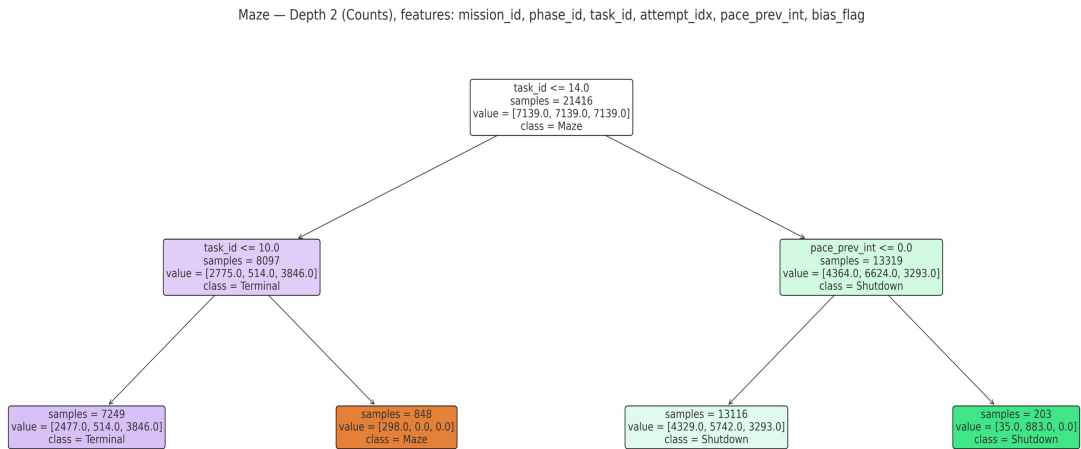 Maze — Depth 2 (Counts), features: mission_id, phase_id, task_id, attempt_idx, pace_prev_int, bias_flag
task_id <= 14.0
samples = 21416
value = [7139.0, 7139.0, 7139.0]
class = Maze
task_id <= 10.0
samples = 8097
value = [2775.0, 514.0, 3846.0]
class = Terminal
pace_prev_int <= 0.0
samples = 13319
value = [4364.0, 6624.0, 3293.0]
class = Shutdown
samples = 7249
value = [2477.0, 514.0, 3846.0]
class = Terminal
samples = 848
value = [298.0, 0.0, 0.0]
class = Maze
samples = 13116
value = [4329.0, 5742.0, 3293.0]
class = Shutdown
samples = 203
value = [35.0, 883.0, 0.0]
class = Shutdown